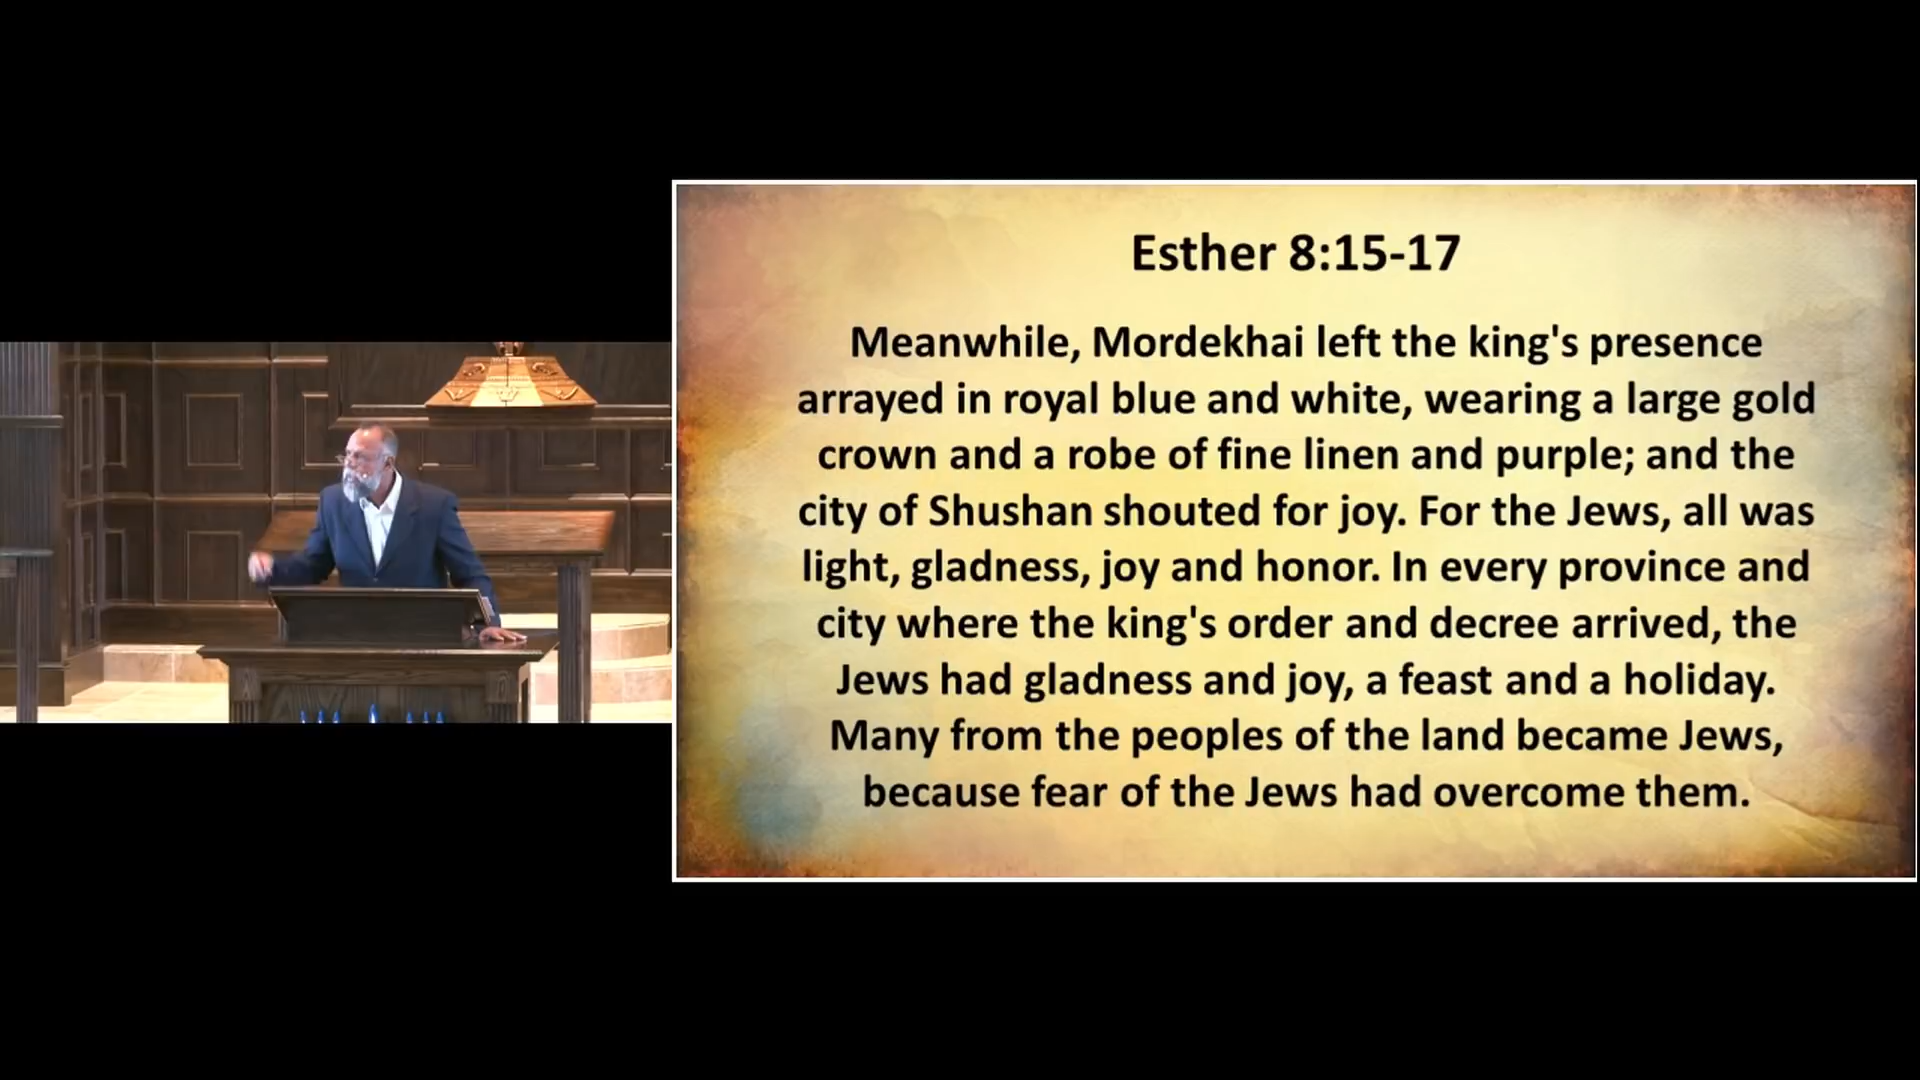 Esther 8:15-17
Meanwhile, Mordekhai left the king's presence
arrayed in royal blue and white, wearing a large gold
crown and a robe of fine linen and purple; and the
city of Shushan shouted for joy. For the Jews, all was
light, gladness, joy and honor. In every province and
city where the king's order and decree arrived, the
Jews had gladness and joy, a feast and a holiday.
Many from the peoples of the land became Jews,
because fear of the Jews had overcome them.